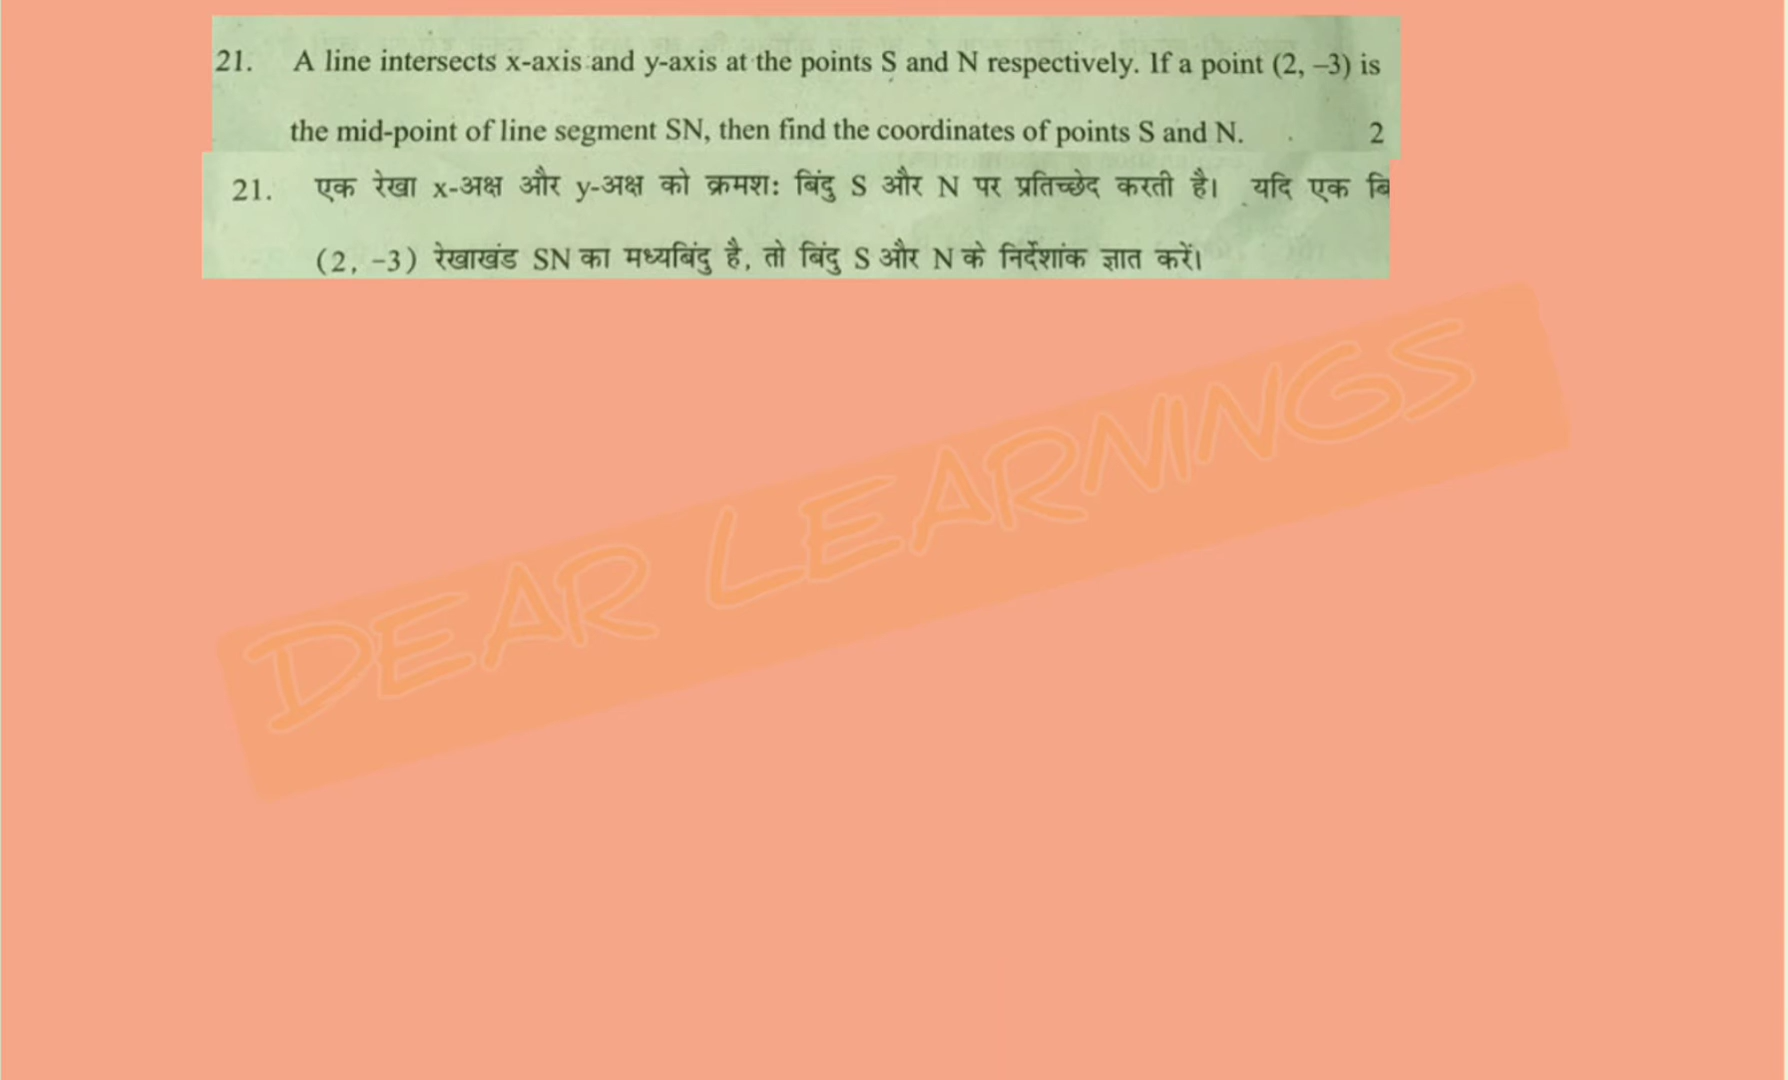 21. A line intersects x-axis and y-axis at the points S and N respectively. If a point (2, –3) is
the mid-point of line segment SN, then find the coordinates of points S and N. 2
21. एक रेखा x-अक्ष और y-अक्ष को क्रमशः बिंदु S और N पर प्रतिच्छेद करती है। यदि एक बि
(2, –3) रेखाखंड SN का मध्यबिंदु है, तो बिंदु S और N के निर्देशांक ज्ञात करें।
DEAR LEARNINGS